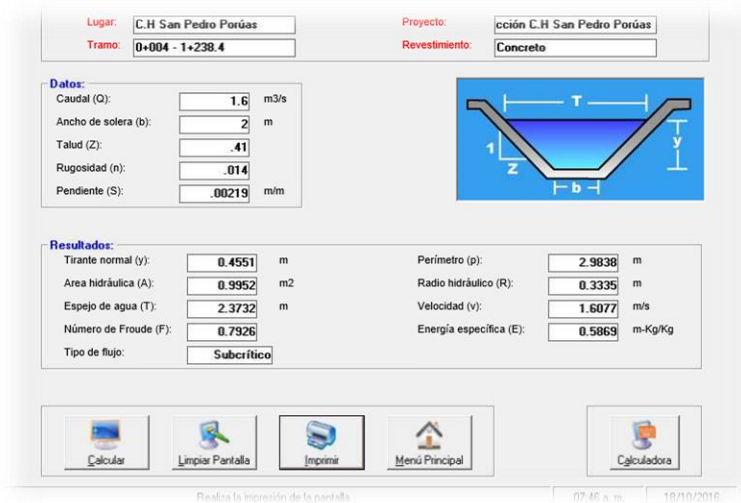 Lugar: C.H San Pedro Porúas Proyecto: cción C.H San Pedro Porúas
Tramo: 0+004 - 1+238.4 Revestimiento: Concreto
Datos:
Caudal (Q): 1.6 m3/s
Ancho de solera (b): 2 m
Talud (Z): .41
Rugosidad (n): .014
Pendiente (S): .00219 m/m
T
y
1
Z
b
Resultados:
Tirante normal (y): 0.4551 m Perímetro (p): 2.9838 m
Area hidráulica (A): 0.9952 m2 Radio hidráulico (R): 0.3335 m
Espejo de agua (T): 2.3732 m Velocidad (v): 1.6077 m/s
Número de Froude (F): 0.7926 Energía específica (E): 0.5869 m-Kg/Kg
Tipo de flujo: Subcrítico
Calcular Limpiar Pantalla Imprimir Menú Principal Calculadora
Realiza la impresión de la pantalla 07:46 a. m. 18/10/2016